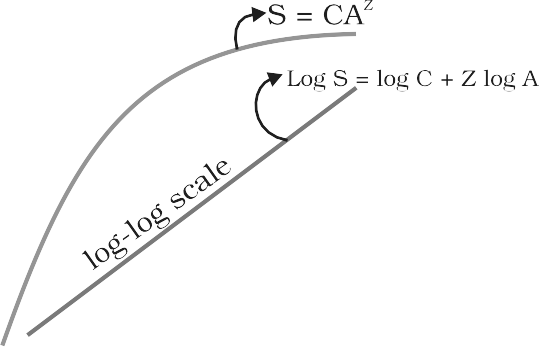 S = CA^Z
Log S = log C + Z log A
log-log scale